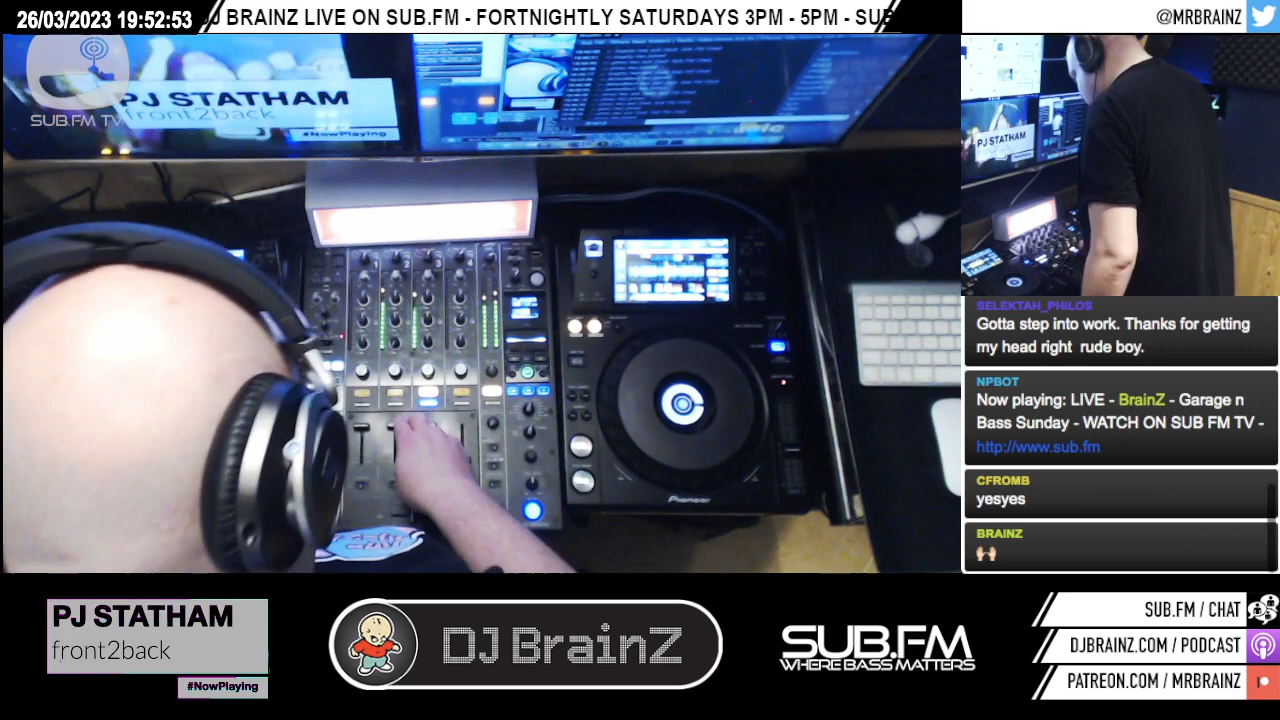 26/03/2023 19:52:53
DJ BRAINZ LIVE ON SUB.FM - FORTNIGHTLY SATURDAYS 3PM - 5PM - SUB
@MRBRAINZ
SUB.FM TV
PJ STATHAM
front2back
#NowPlaying
PJ STATHAM
SELEKTAH_PHILOS
Gotta step into work. Thanks for getting
my head right rude boy.
NPBOT
Now playing: LIVE - BrainZ - Garage n
Bass Sunday - WATCH ON SUB FM TV -
http://www.sub.fm
CFROMB
yesyes
BRAINZ
Pioneer
PJ STATHAM
front2back
#NowPlaying
DJ BrainZ
SUB.FM
WHERE BASS MATTERS
SUB.FM / CHAT
DJBRAINZ.COM / PODCAST
PATREON.COM / MRBRAINZ